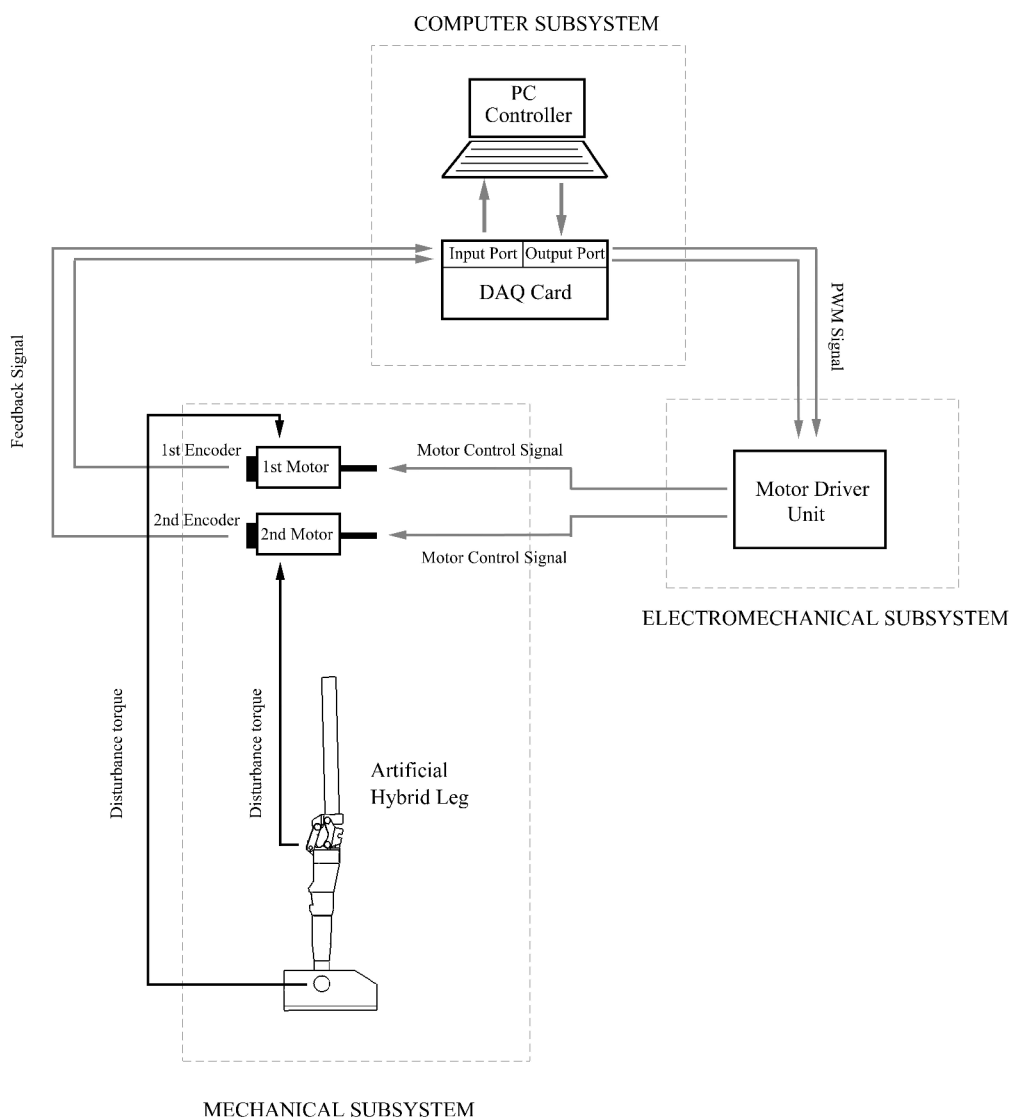 COMPUTER SUBSYSTEM
PC
Controller
Input Port
Output Port
DAQ Card
PWM Signal
Feedback Signal
1st Encoder
1st Motor
Motor Control Signal
2nd Encoder
2nd Motor
Motor Control Signal
Motor Driver
Unit
ELECTROMECHANICAL SUBSYSTEM
Disturbance torque
Disturbance torque
Artificial
Hybrid Leg
MECHANICAL SUBSYSTEM